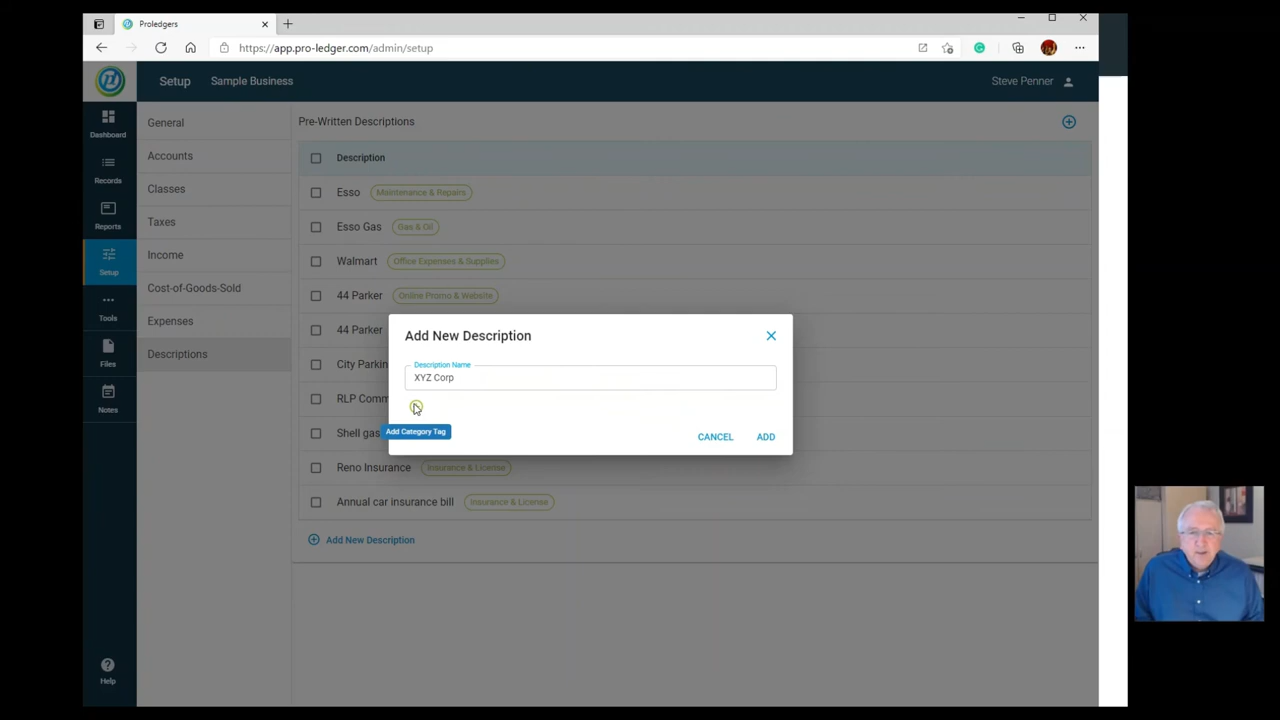 Proledgers
https://app.pro-ledger.com/admin/setup
Setup
Sample Business
Steve Penner
Dashboard
Records
Reports
Setup
Tools
Files
Notes
Help
General
Accounts
Classes
Taxes
Income
Cost-of-Goods-Sold
Expenses
Descriptions
Pre-Written Descriptions
Description
Esso Maintenance & Repairs
Esso Gas Gas & Oil
Walmart Office Expenses & Supplies
44 Parker Online Promo & Website
44 Parker
City Parkin
RLP Comm
Shell gas
Reno Insurance Insurance & License
Annual car insurance bill Insurance & License
Add New Description
Add New Description
Description Name
XYZ Corp
Add Category Tag
CANCEL ADD